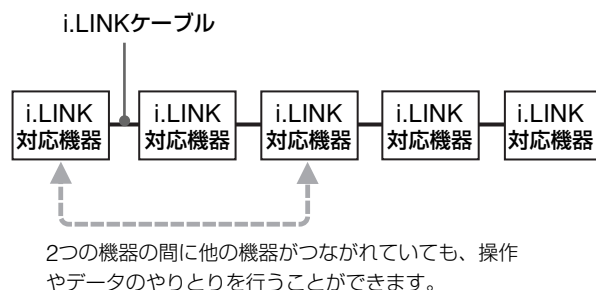 i.LINKケーブル
i.LINK
対応機器
i.LINK
対応機器
i.LINK
対応機器
i.LINK
対応機器
i.LINK
対応機器
2つの機器の間に他の機器がつながれていても、操作
やデータのやりとりを行うことができます。